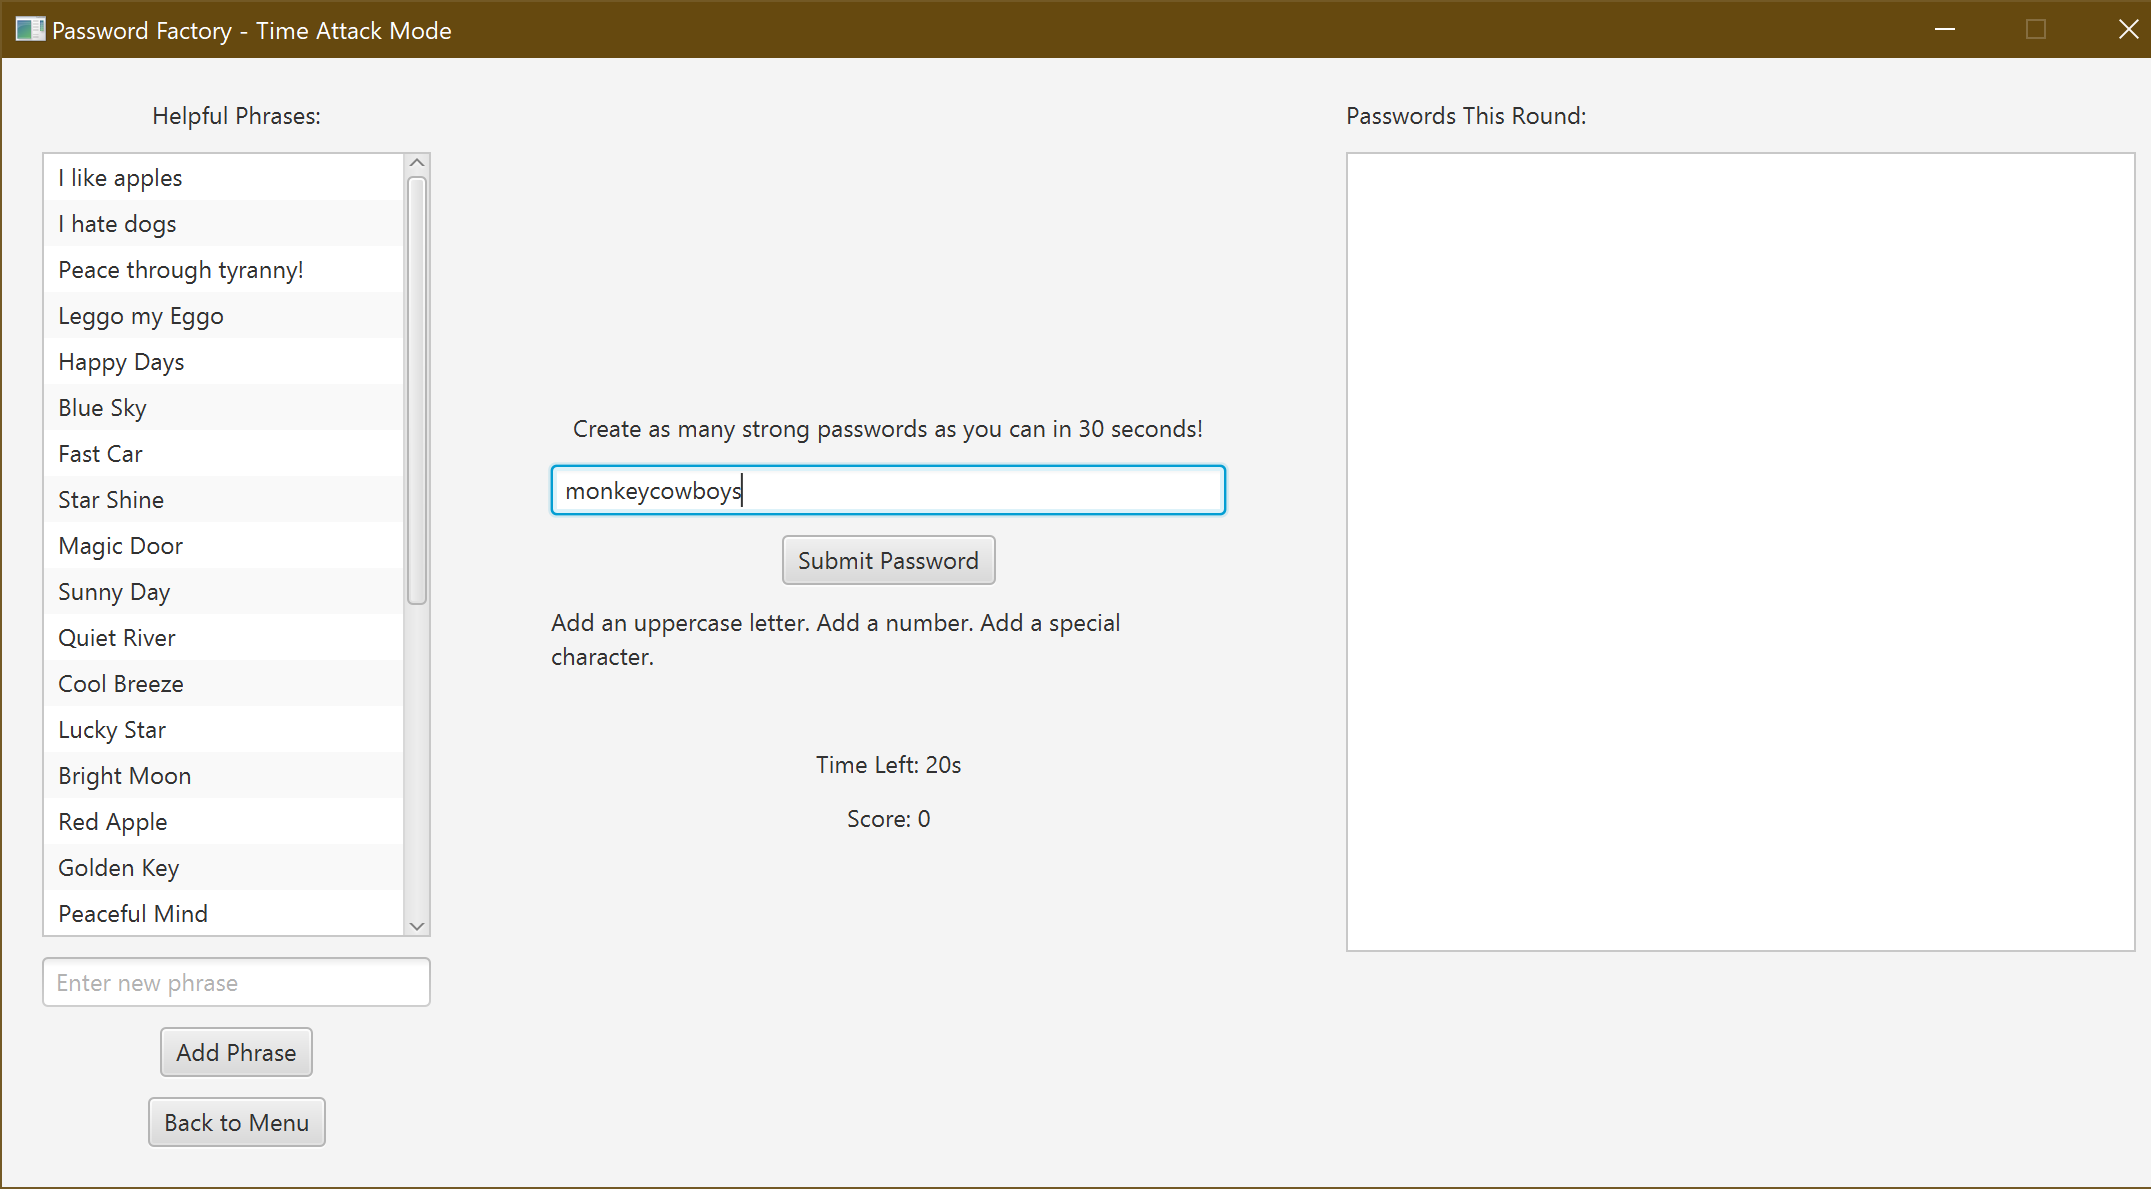 Password Factory - Time Attack Mode
Helpful Phrases:
I like apples
I hate dogs
Peace through tyranny!
Leggo my Eggo
Happy Days
Blue Sky
Fast Car
Star Shine
Magic Door
Sunny Day
Quiet River
Cool Breeze
Lucky Star
Bright Moon
Red Apple
Golden Key
Peaceful Mind
Enter new phrase
Add Phrase
Back to Menu
Create as many strong passwords as you can in 30 seconds!
monkeycowboys
Submit Password
Add an uppercase letter. Add a number. Add a special
character.
Time Left: 20s
Score: 0
Passwords This Round: